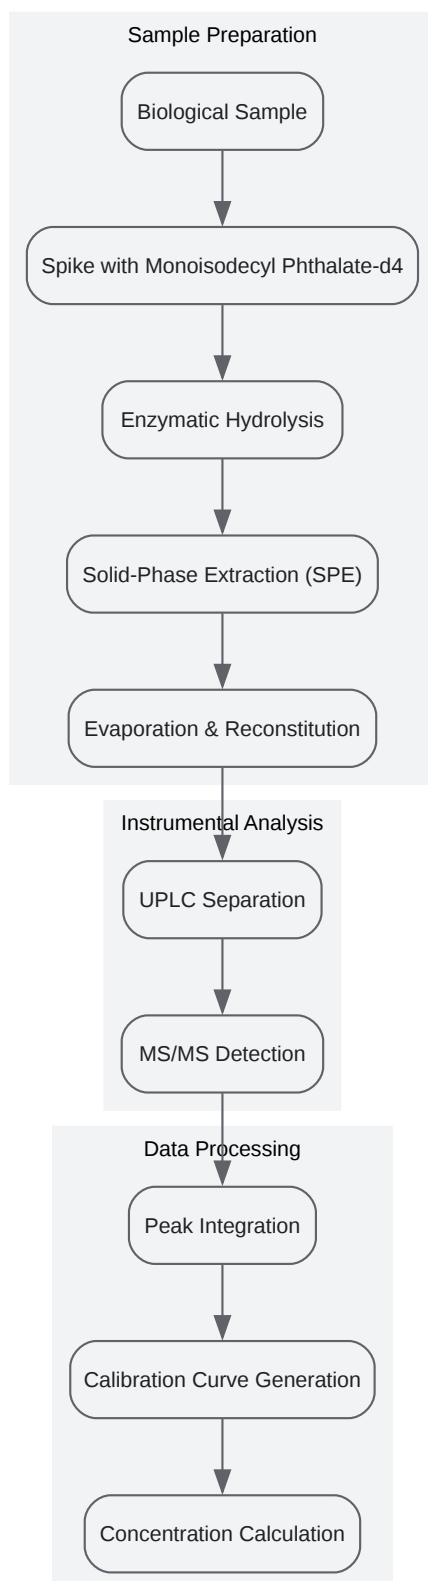 Sample Preparation
Biological Sample
Spike with Monoisodecyl Phthalate-d4
Enzymatic Hydrolysis
Solid-Phase Extraction (SPE)
Evaporation & Reconstitution
Instrumental Analysis
UPLC Separation
MS/MS Detection
Data Processing
Peak Integration
Calibration Curve Generation
Concentration Calculation